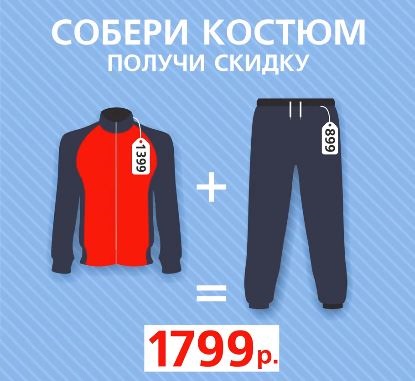 СОБЕРИ КОСТЮМ
ПОЛУЧИ СКИДКУ
1399
899
+
=
1799р.